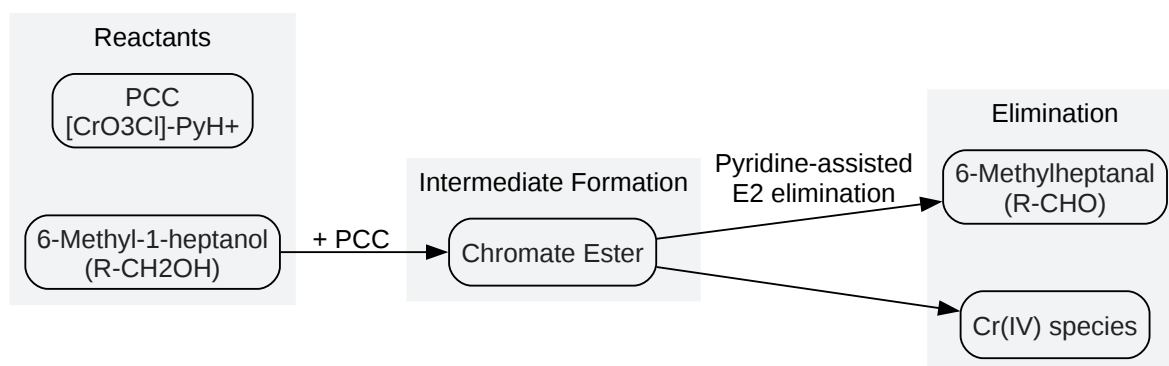 Reactants
PCC
[CrO3Cl]-PyH+
6-Methyl-1-heptanol
(R-CH2OH)
+ PCC
Intermediate Formation
Chromate Ester
Pyridine-assisted
E2 elimination
Elimination
6-Methylheptanal
(R-CHO)
Cr(IV) species